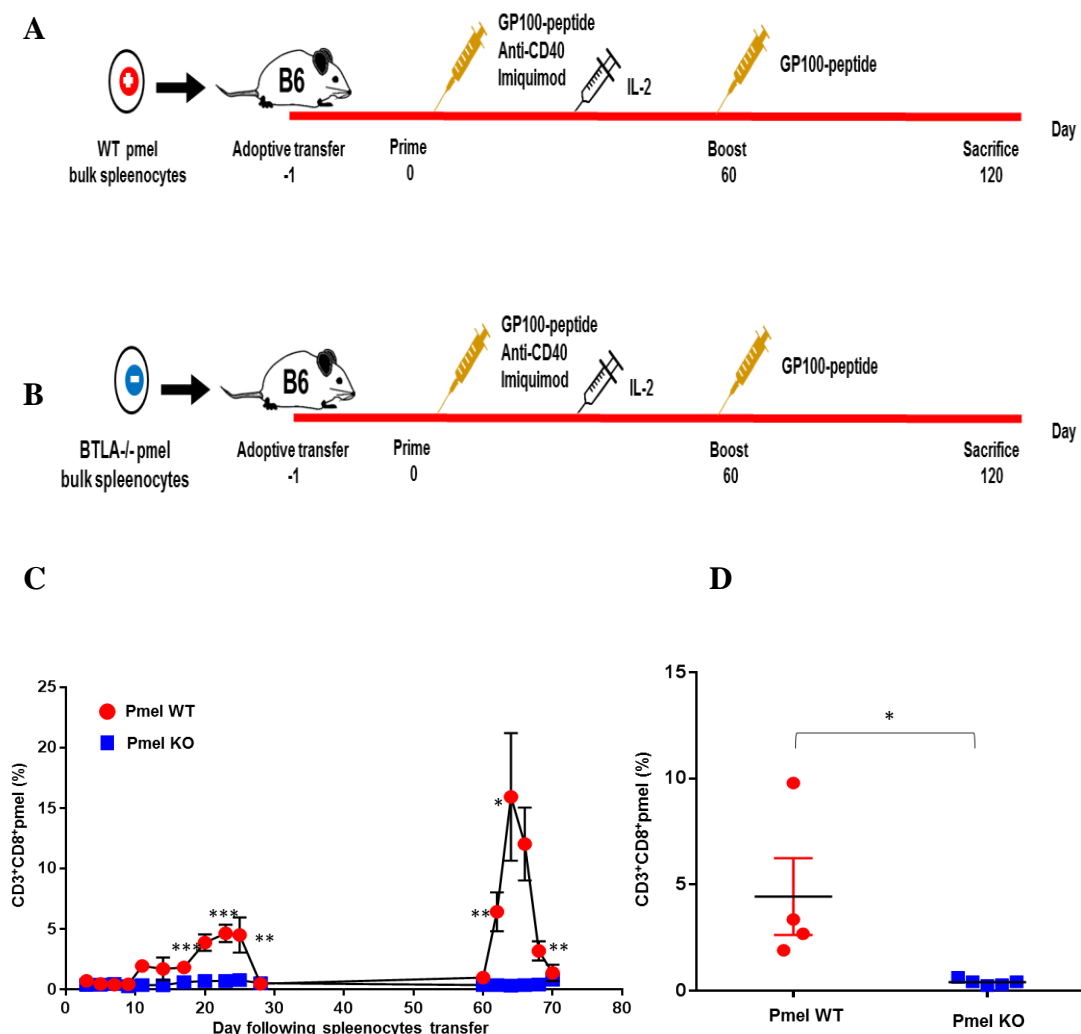 A
GP100-peptide
Anti-CD40
Imiquimod
B6
IL-2
GP100-peptide
Day
WT pmel
bulk spleenocytes
Adoptive transfer
-1
Prime
0
Boost
60
Sacrifice
120
B
GP100-peptide
Anti-CD40
Imiquimod
B6
IL-2
GP100-peptide
Day
BTLA-/- pmel
bulk spleenocytes
Adoptive transfer
-1
Prime
0
Boost
60
Sacrifice
120
C
CD3+CD8+pmel (%)
25
20
15
10
5
0
Pmel WT
Pmel KO
***
***
**
**
*
**
0 10 20 30 40 50 60 70 80
Day following spleenocytes transfer
D
CD3+CD8+pmel (%)
15
10
5
0
*
Pmel WT
Pmel KO